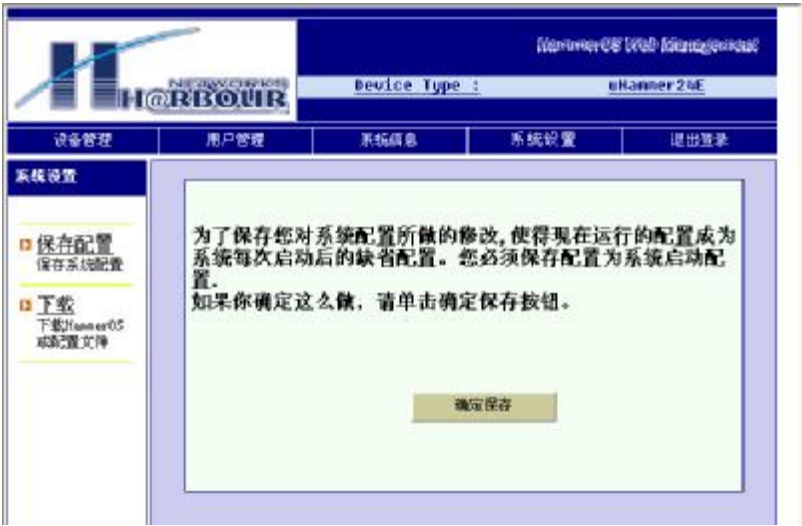 HammerOS Web Management
NETWORKS
H@RBOUR
Device Type :
uHammer24E
设备管理
用户管理
系统信息
系统设置
退出登录
系统设置
保存配置
保存系统配置
下载
下载HammerOS
或配置文件
为了保存您对系统配置所做的修改,使得现在运行的配置成为
系统每次启动后的缺省配置。您必须保存配置为系统启动配
置.
如果你确定这么做，请单击确定保存按钮。
确定保存